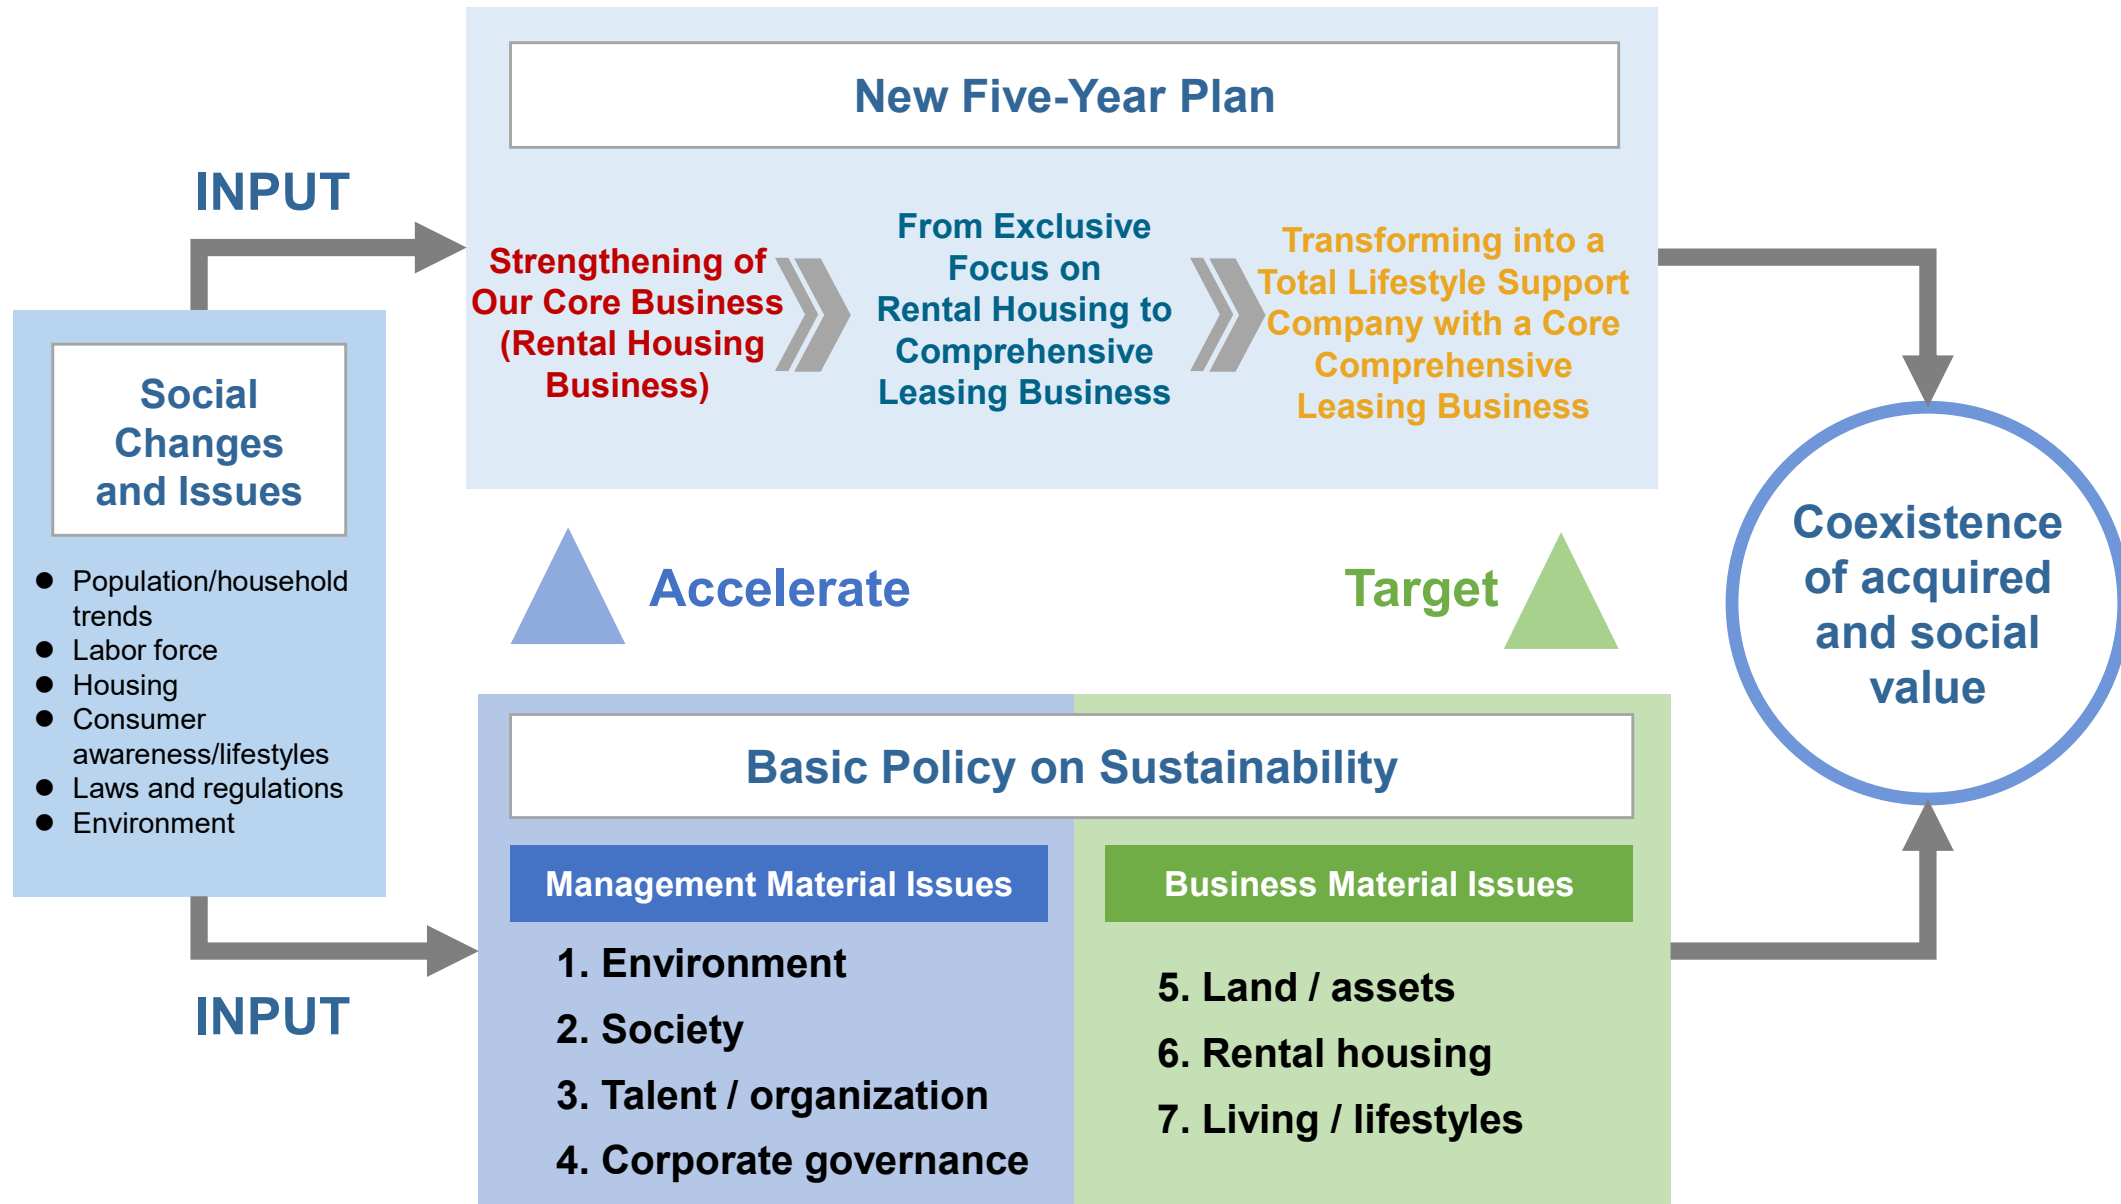 New Five-Year Plan
INPUT
Strengthening of
Our Core Business
(Rental Housing
Business)
From Exclusive
Focus on
Rental Housing to
Comprehensive
Leasing Business
Transforming into a
Total Lifestyle Support
Company with a Core
Comprehensive
Leasing Business
Social
Changes
and Issues
● Population/household
trends
● Labor force
● Housing
● Consumer
awareness/lifestyles
● Laws and regulations
● Environment
Accelerate
Target
Coexistence
of acquired
and social
value
Basic Policy on Sustainability
INPUT
Management Material Issues
1. Environment
2. Society
3. Talent / organization
4. Corporate governance
Business Material Issues
5. Land / assets
6. Rental housing
7. Living / lifestyles